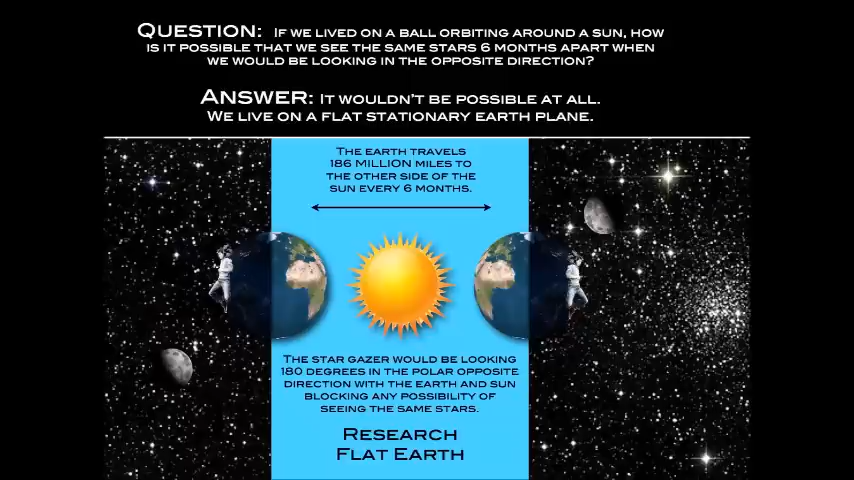 QUESTION: IF WE LIVED ON A BALL ORBITING AROUND A SUN, HOW
IS IT POSSIBLE THAT WE SEE THE SAME STARS 6 MONTHS APART WHEN
WE WOULD BE LOOKING IN THE OPPOSITE DIRECTION?
ANSWER: IT WOULDN'T BE POSSIBLE AT ALL.
WE LIVE ON A FLAT STATIONARY EARTH PLANE.
THE EARTH TRAVELS
186 MILLION MILES TO
THE OTHER SIDE OF THE
SUN EVERY 6 MONTHS.
THE STAR GAZER WOULD BE LOOKING
180 DEGREES IN THE POLAR OPPOSITE
DIRECTION WITH THE EARTH AND SUN
BLOCKING ANY POSSIBILITY OF
SEEING THE SAME STARS.
RESEARCH
FLAT EARTH